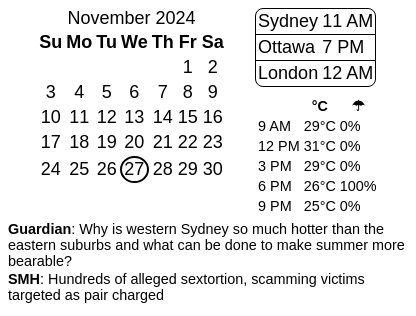 November 2024
Su Mo Tu We Th Fr Sa
1 2
3 4 5 6 7 8 9
10 11 12 13 14 15 16
17 18 19 20 21 22 23
24 25 26 27 28 29 30
Sydney 11 AM
Ottawa 7 PM
London 12 AM
°C ☂
9 AM 29°C 0%
12 PM 31°C 0%
3 PM 29°C 0%
6 PM 26°C 100%
9 PM 25°C 0%
Guardian: Why is western Sydney so much hotter than the
eastern suburbs and what can be done to make summer more
bearable?
SMH: Hundreds of alleged sextortion, scamming victims
targeted as pair charged